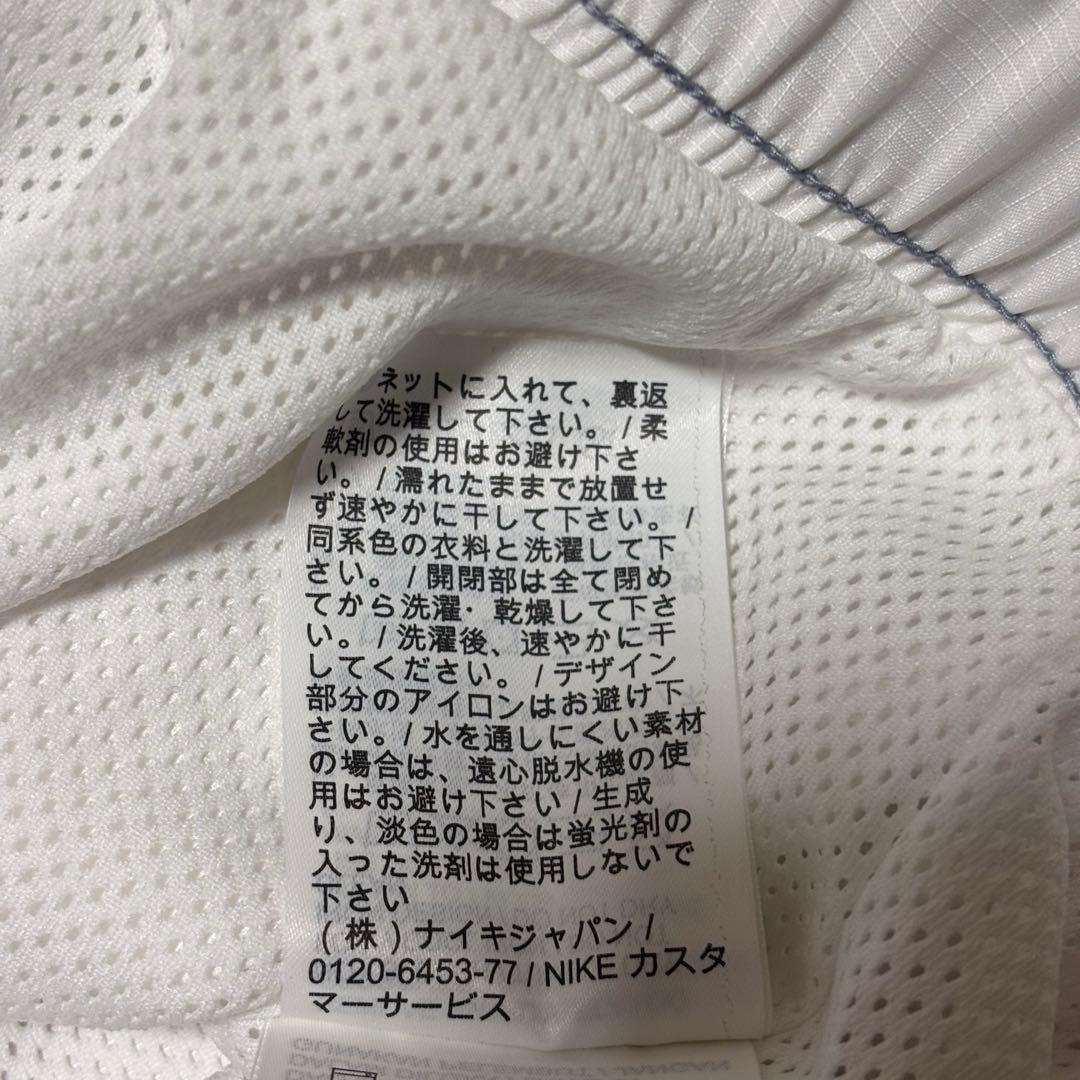 ネットに入れて、裏返
して洗濯して下さい。/柔
軟剤の使用はお避け下さ
い。/濡れたままで放置せ
ず速やかに干して下さい。/
同系色の衣料と洗濯して下
さい。/開閉部は全て閉め
てから洗濯・乾燥して下さ
い。/洗濯後、速やかに干
してください。/デザイン
部分のアイロンはお避け下
さい。/水を通しにくい素材
の場合は、遠心脱水機の使
用はお避け下さい/生成
り、淡色の場合は蛍光剤の
入った洗剤は使用しないで
下さい
(株)ナイキジャパン/
0120-6453-77/NIKE カスタ
マーサービス